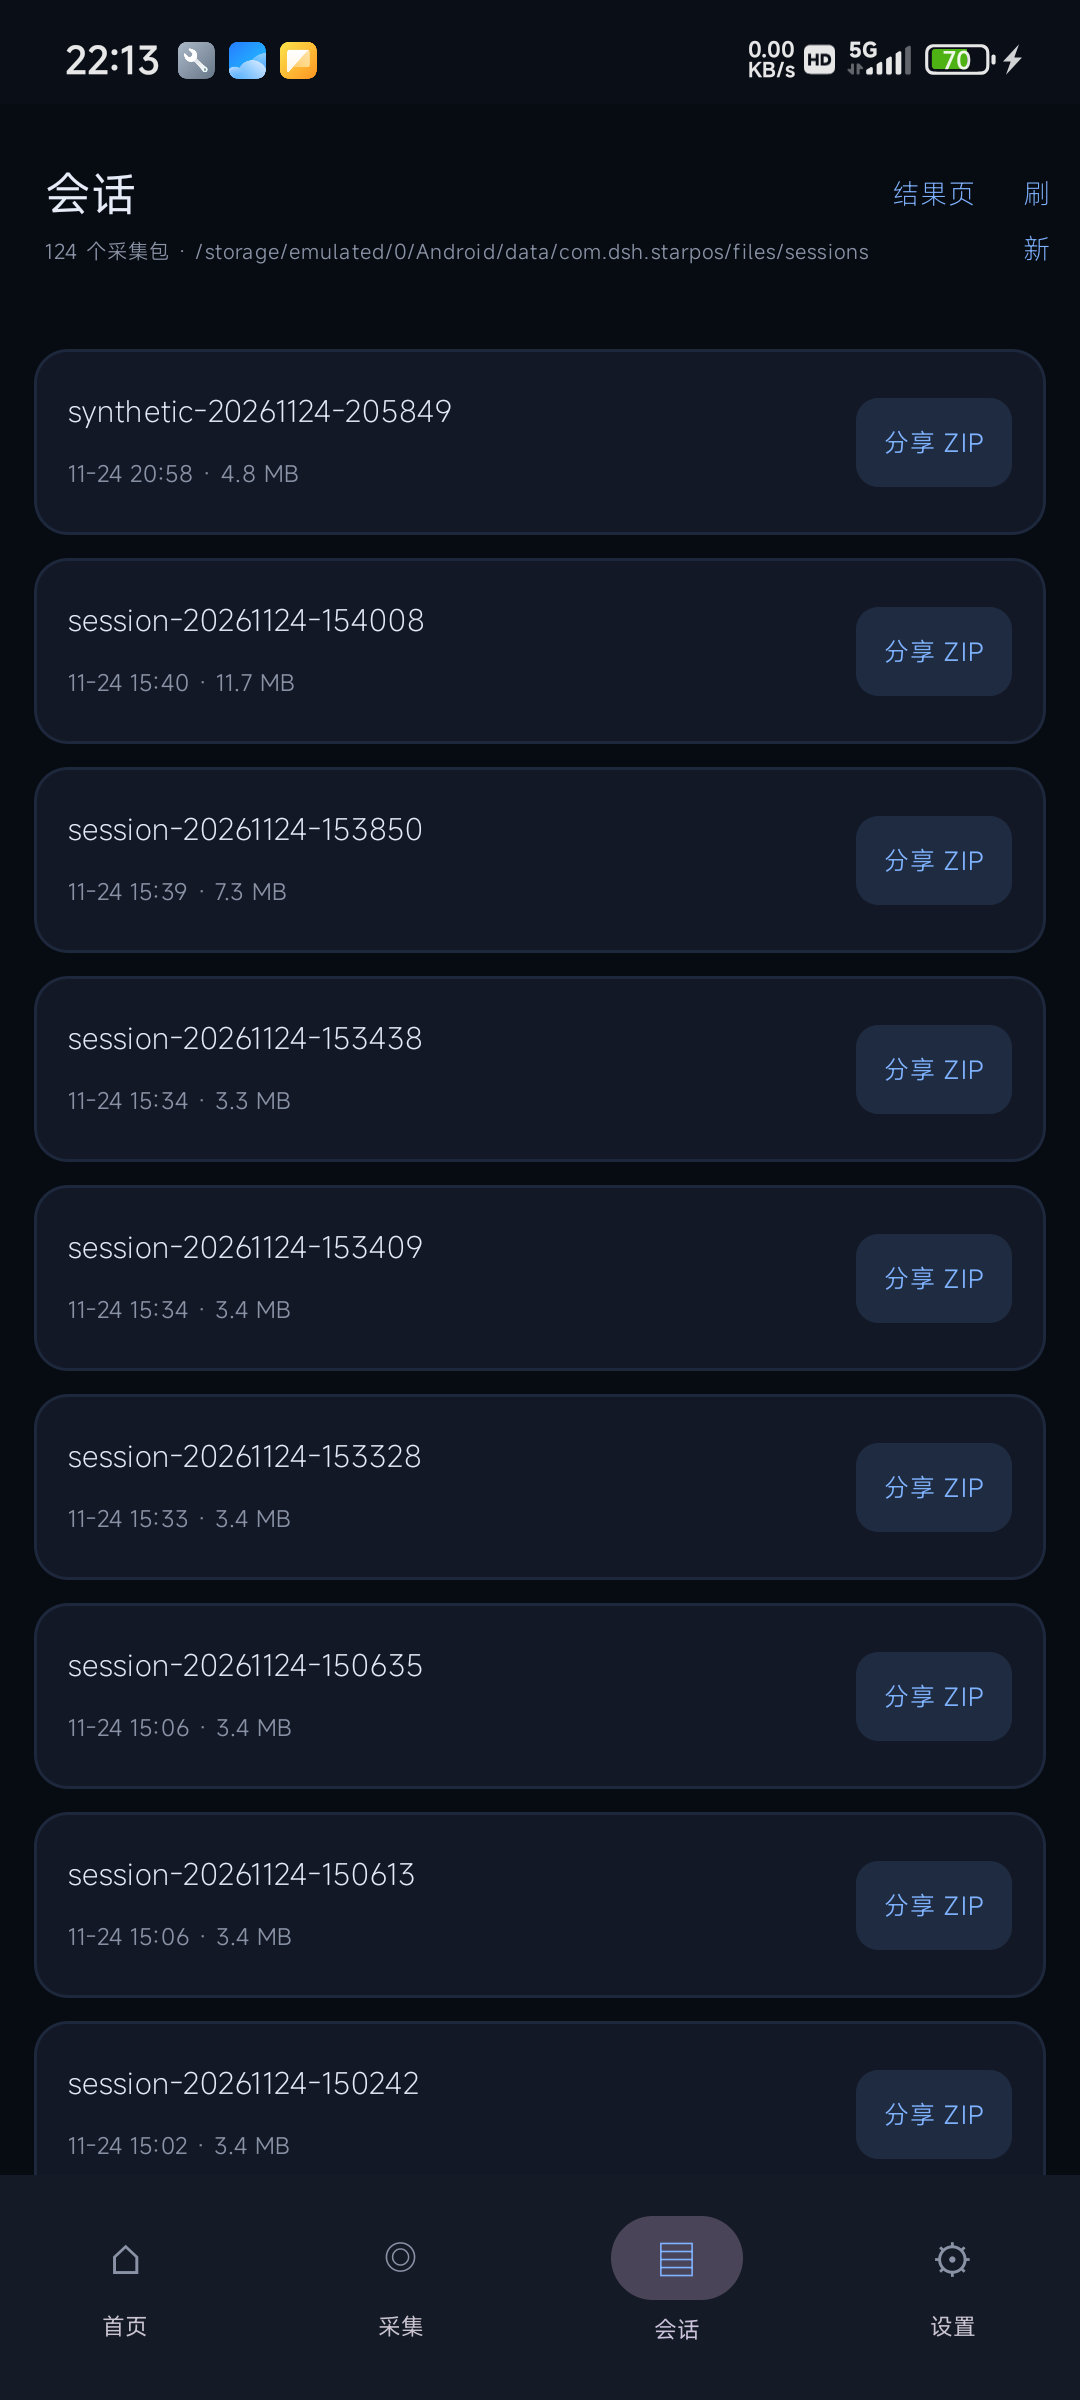 22:13
0.00 KB/s HD 5G 70
会话
结果页
刷新
124 个采集包 · /storage/emulated/0/Android/data/com.dsh.starpos/files/sessions
synthetic-20261124-205849
11-24 20:58 · 4.8 MB
分享 ZIP
session-20261124-154008
11-24 15:40 · 11.7 MB
分享 ZIP
session-20261124-153850
11-24 15:39 · 7.3 MB
分享 ZIP
session-20261124-153438
11-24 15:34 · 3.3 MB
分享 ZIP
session-20261124-153409
11-24 15:34 · 3.4 MB
分享 ZIP
session-20261124-153328
11-24 15:33 · 3.4 MB
分享 ZIP
session-20261124-150635
11-24 15:06 · 3.4 MB
分享 ZIP
session-20261124-150613
11-24 15:06 · 3.4 MB
分享 ZIP
session-20261124-150242
11-24 15:02 · 3.4 MB
分享 ZIP
首页
采集
会话
设置